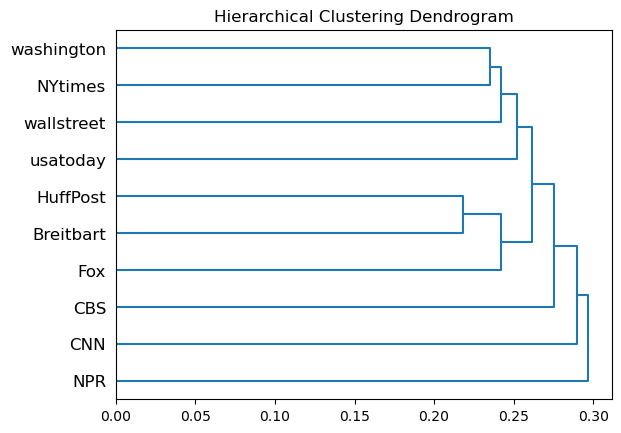 Hierarchical Clustering Dendrogram
washington
NYtimes
wallstreet
usatoday
HuffPost
Breitbart
Fox
CBS
CNN
NPR
0.00 0.05 0.10 0.15 0.20 0.25 0.30